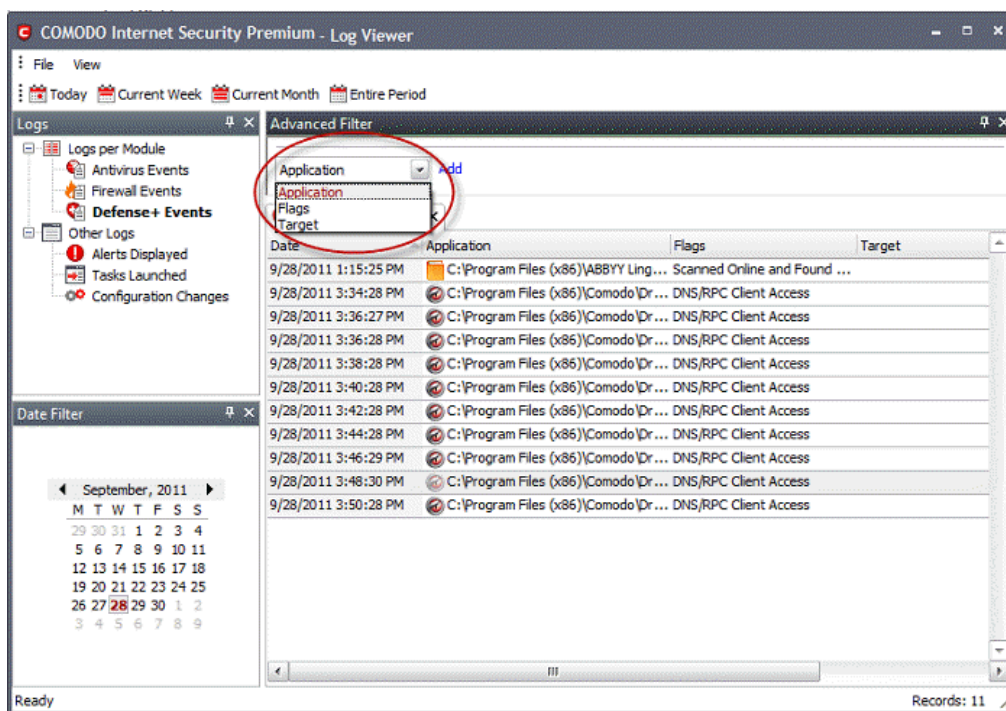 COMODO Internet Security Premium - Log Viewer
File View
Today Current Week Current Month Entire Period
Logs
Logs per Module
Antivirus Events
Firewall Events
Defense+ Events
Other Logs
Alerts Displayed
Tasks Launched
Configuration Changes
Date Filter
September, 2011
M T W T F S S
29 30 31 1 2 3 4
5 6 7 8 9 10 11
12 13 14 15 16 17 18
19 20 21 22 23 24 25
26 27 28 29 30 1 2
3 4 5 6 7 8 9
Advanced Filter
Application Add
Application
Flags
Target
Date Application Flags Target
9/28/2011 1:15:25 PM C:\Program Files (x86)\ABBYY Ling... Scanned Online and Found ...
9/28/2011 3:34:28 PM C:\Program Files (x86)\Comodo\Dr... DNS/RPC Client Access
9/28/2011 3:36:27 PM C:\Program Files (x86)\Comodo\Dr... DNS/RPC Client Access
9/28/2011 3:36:28 PM C:\Program Files (x86)\Comodo\Dr... DNS/RPC Client Access
9/28/2011 3:38:28 PM C:\Program Files (x86)\Comodo\Dr... DNS/RPC Client Access
9/28/2011 3:40:28 PM C:\Program Files (x86)\Comodo\Dr... DNS/RPC Client Access
9/28/2011 3:42:28 PM C:\Program Files (x86)\Comodo\Dr... DNS/RPC Client Access
9/28/2011 3:44:28 PM C:\Program Files (x86)\Comodo\Dr... DNS/RPC Client Access
9/28/2011 3:46:29 PM C:\Program Files (x86)\Comodo\Dr... DNS/RPC Client Access
9/28/2011 3:48:30 PM C:\Program Files (x86)\Comodo\Dr... DNS/RPC Client Access
9/28/2011 3:50:28 PM C:\Program Files (x86)\Comodo\Dr... DNS/RPC Client Access
Ready Records: 11